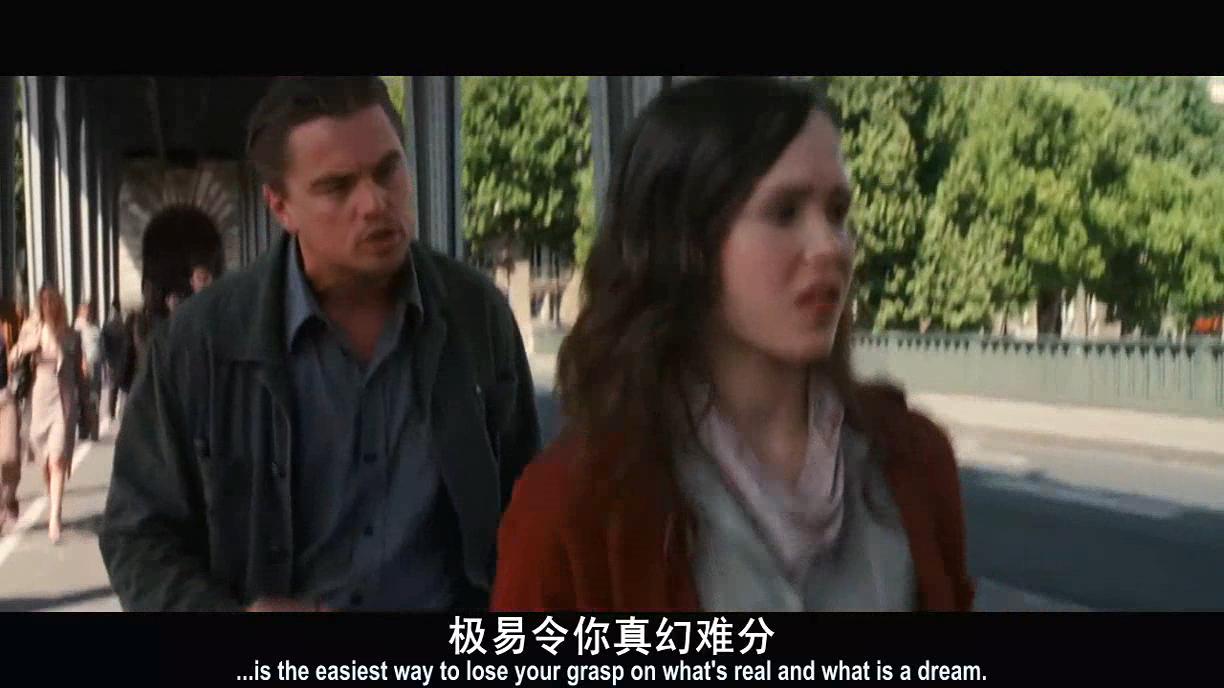 极易令你真幻难分
...is the easiest way to lose your grasp on what's real and what is a dream.